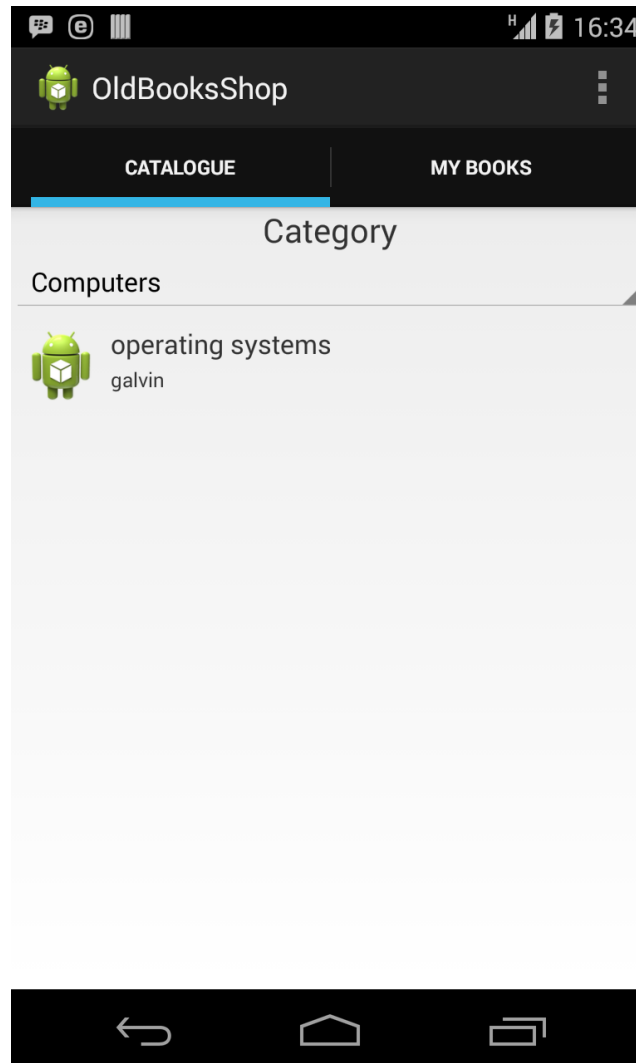 H 16:34
OldBooksShop
CATALOGUE MY BOOKS
Category
Computers
operating systems
galvin